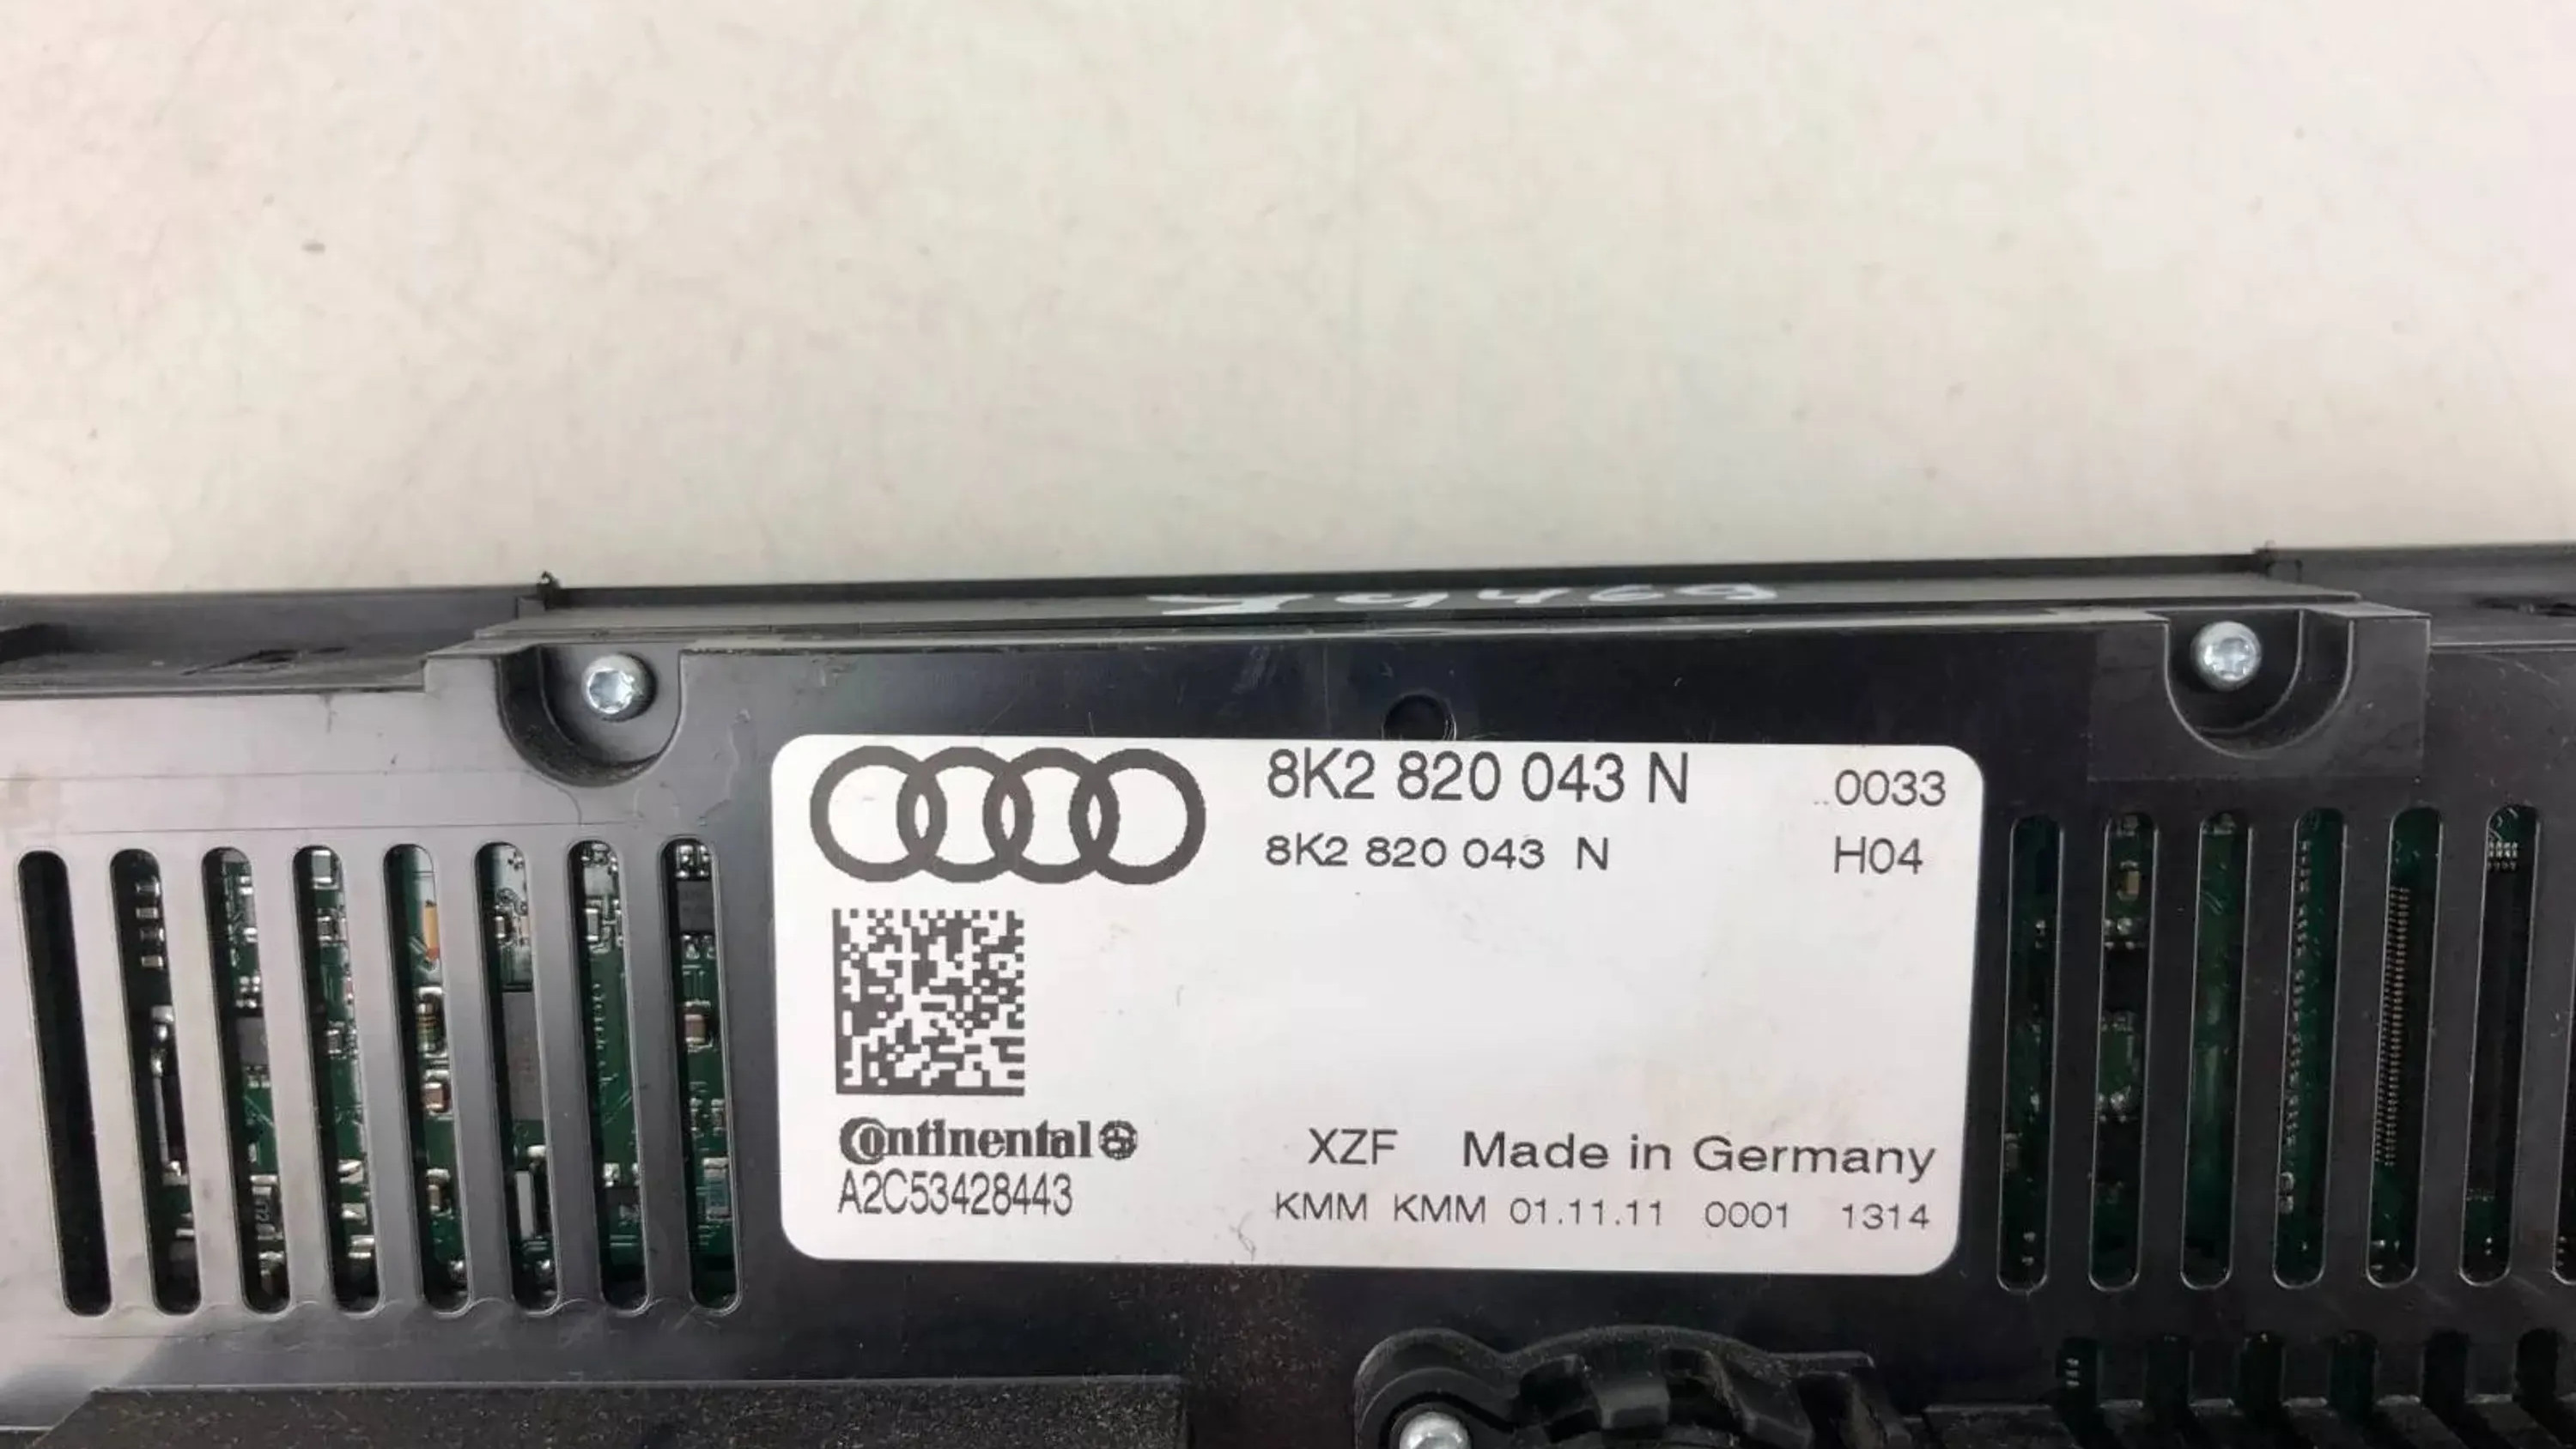 8K2 820 043 N 0033
8K2 820 043 N H04
Continental
A2C53428443
XZF Made in Germany
KMM KMM 01.11.11 0001 1314